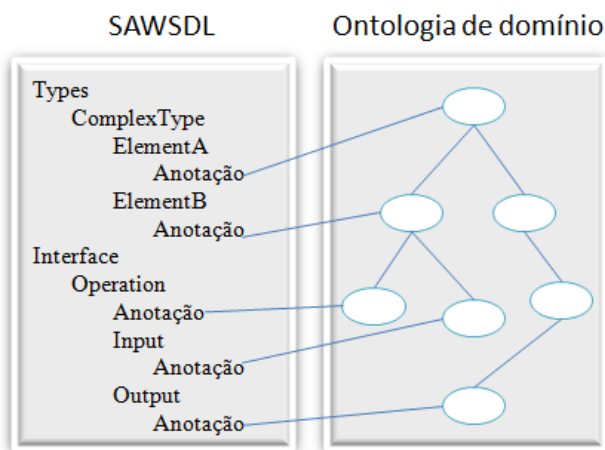 SAWSDL
Ontologia de domínio
Types
ComplexType
ElementA
Anotação
ElementB
Anotação
Interface
Operation
Anotação
Input
Anotação
Output
Anotação